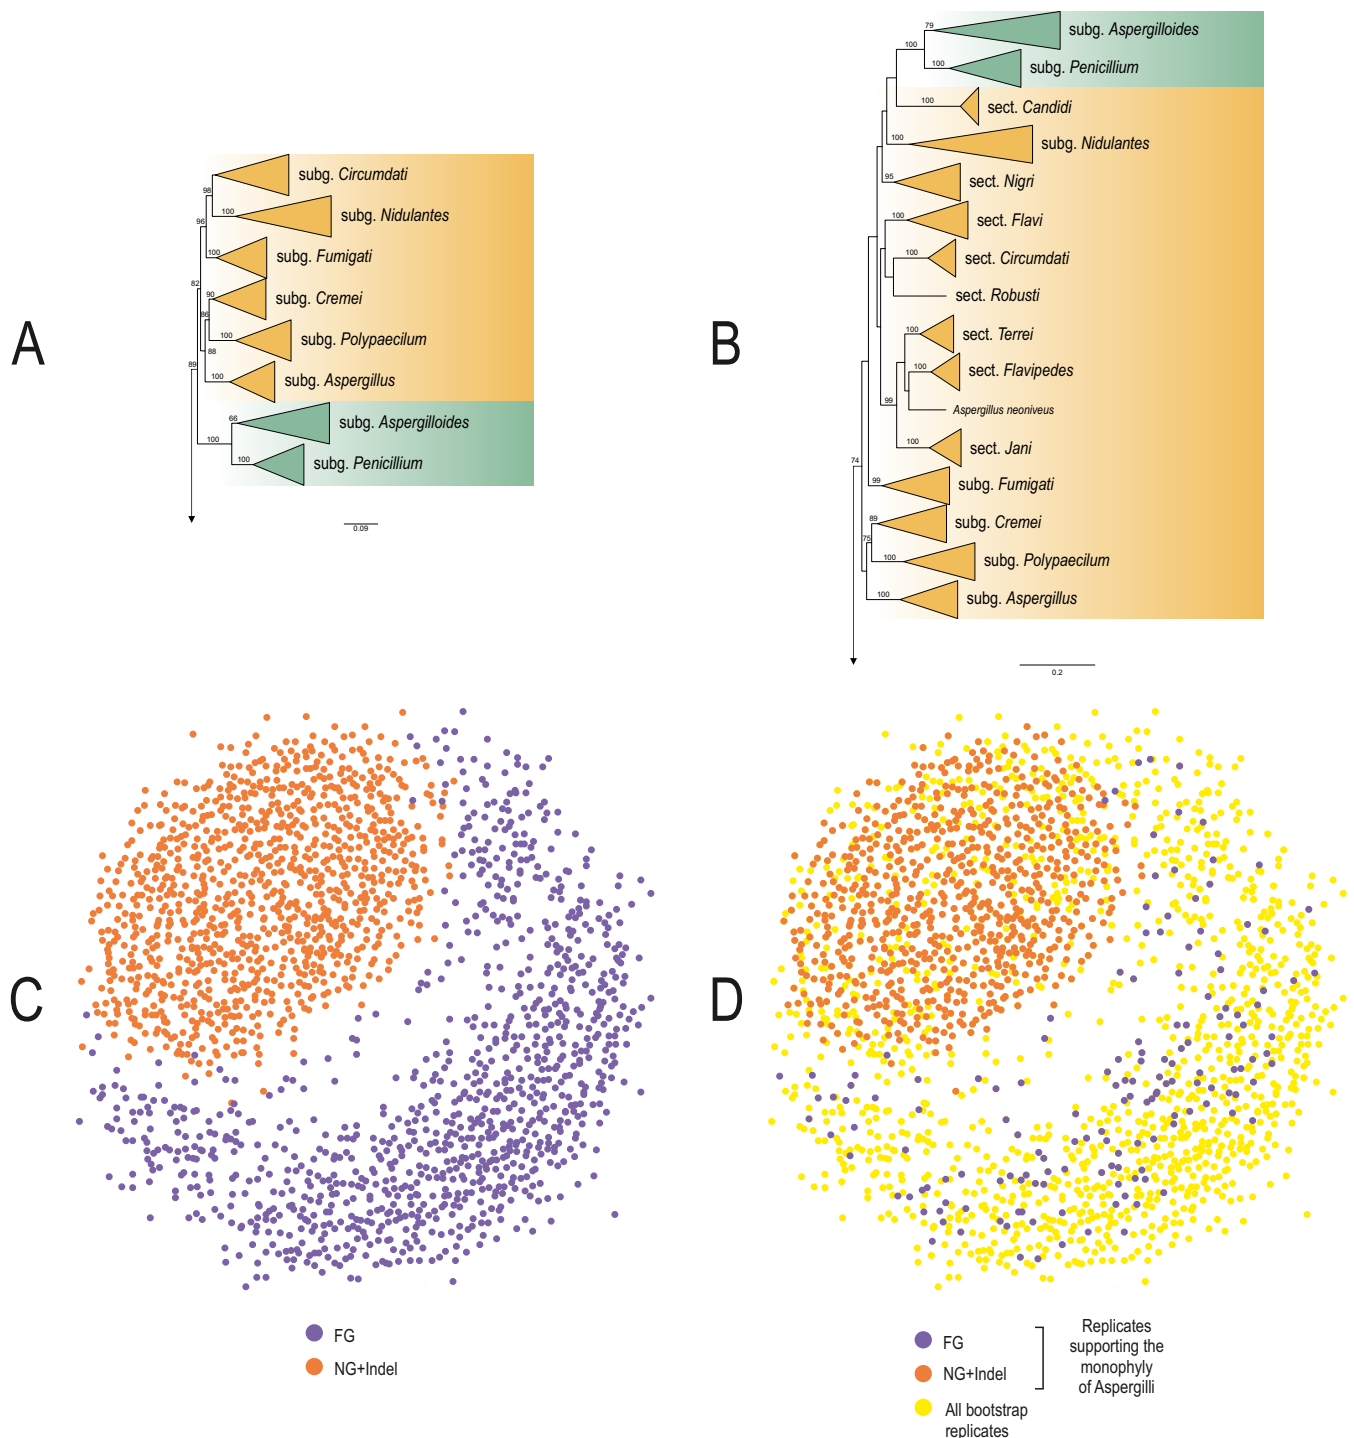 A
98
96
82
89
100
100
90
86
100
88
66
100
100
subg. Circumdati
subg. Nidulantes
subg. Fumigati
subg. Cremei
subg. Polypaecilum
subg. Aspergillus
subg. Aspergilloides
subg. Penicillium
0.09
B
79
100
100
100
100
95
100
100
100
100
99
100
74
99
89
75
100
100
subg. Aspergilloides
subg. Penicillium
sect. Candidi
subg. Nidulantes
sect. Nigri
sect. Flavi
sect. Circumdati
sect. Robusti
sect. Terrei
sect. Flavipedes
Aspergillus neoniveus
sect. Jani
subg. Fumigati
subg. Cremei
subg. Polypaecilum
subg. Aspergillus
0.2
C
FG
NG+Indel
D
FG
NG+Indel
Replicates
supporting the
monophyly
of Aspergilli
All bootstrap
replicates